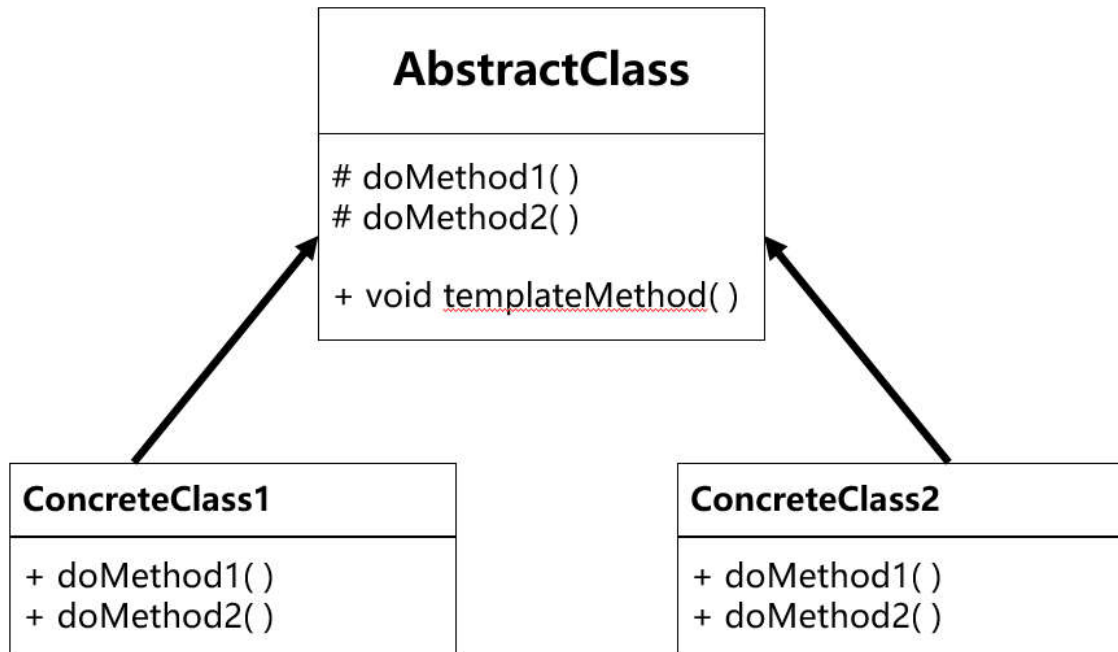 AbstractClass
# doMethod1( )
# doMethod2( )
+ void templateMethod( )
ConcreteClass1
+ doMethod1( )
+ doMethod2( )
ConcreteClass2
+ doMethod1( )
+ doMethod2( )